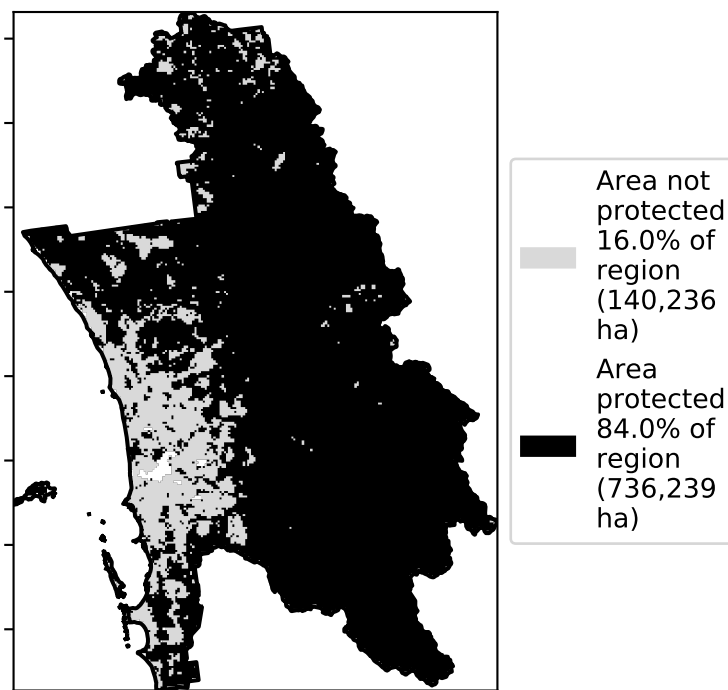 Area not
protected
16.0% of
region
(140,236
ha)
Area
protected
84.0% of
region
(736,239
ha)